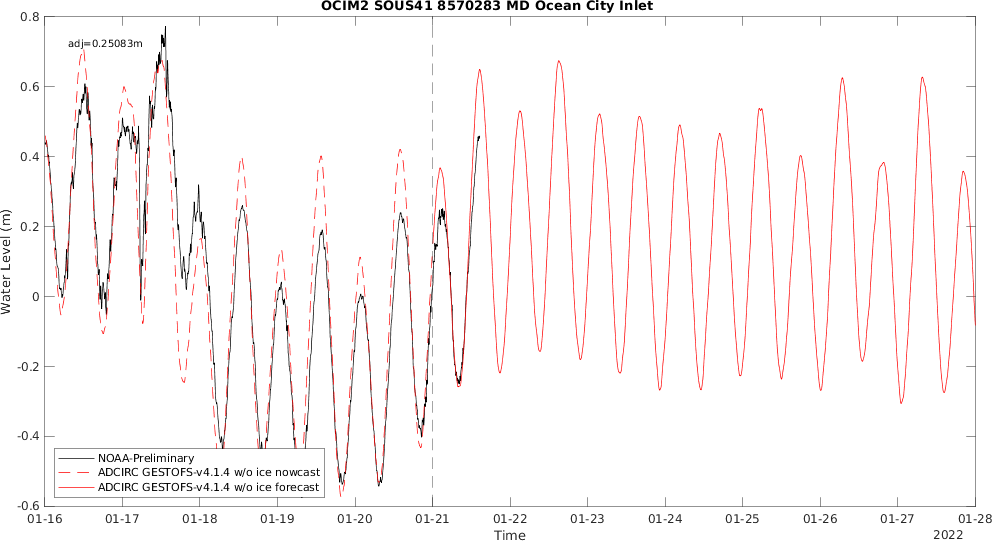 OCIM2 SOUS41 8570283 MD Ocean City Inlet
adj=0.25083m
Water Level (m)
0.8
0.6
0.4
0.2
0
-0.2
-0.4
-0.6
NOAA-Preliminary
ADCIRC GESTOFS-v4.1.4 w/o ice nowcast
ADCIRC GESTOFS-v4.1.4 w/o ice forecast
01-16 01-17 01-18 01-19 01-20 01-21 01-22 01-23 01-24 01-25 01-26 01-27 01-28
Time
2022